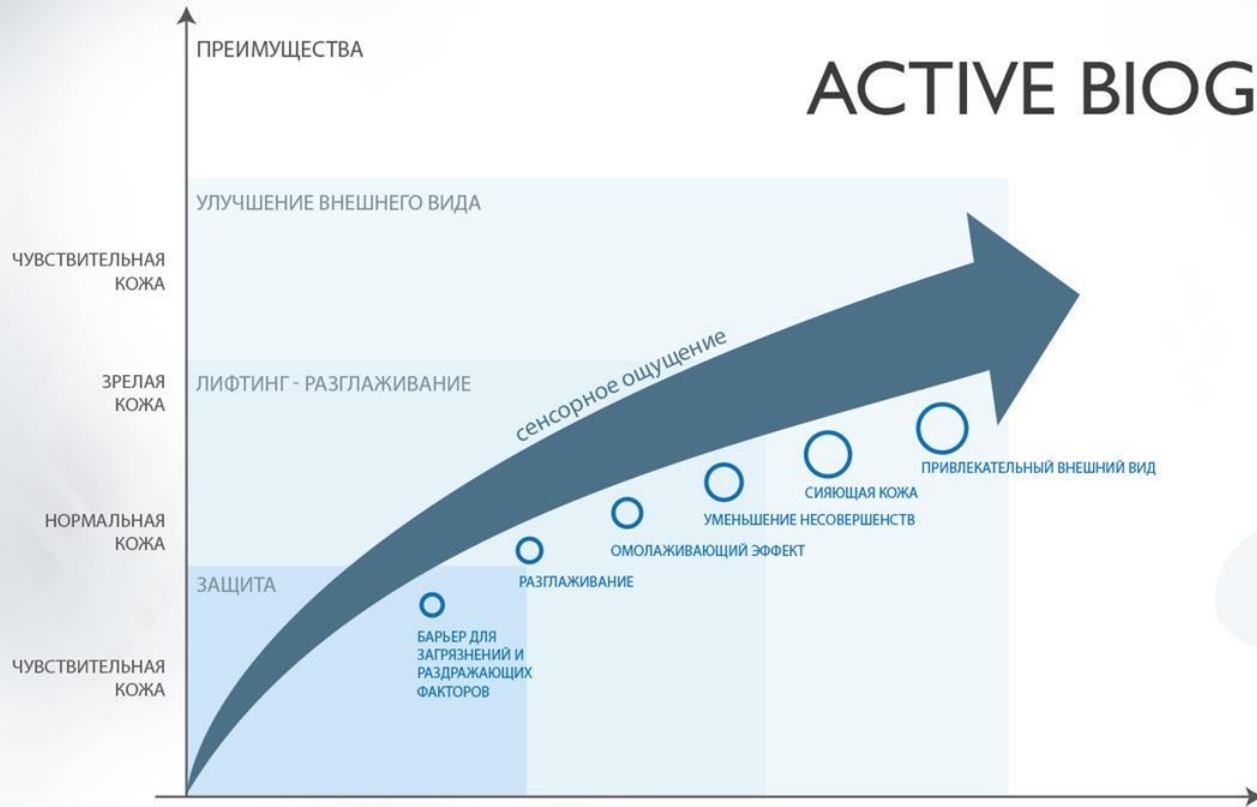 ПРЕИМУЩЕСТВА
ACTIVE BIOG
УЛУЧШЕНИЕ ВНЕШНЕГО ВИДА
ЧУВСТВИТЕЛЬНАЯ
КОЖА
сенсорное ощущение
ЗРЕЛАЯ
КОЖА
ЛИФТИНГ - РАЗГЛАЖИВАНИЕ
ПРИВЛЕКАТЕЛЬНЫЙ ВНЕШНИЙ ВИД
СИЯЮЩАЯ КОЖА
УМЕНЬШЕНИЕ НЕСОВЕРШЕНСТВ
НОРМАЛЬНАЯ
КОЖА
ОМОЛАЖИВАЮЩИЙ ЭФФЕКТ
РАЗГЛАЖИВАНИЕ
ЗАЩИТА
БАРЬЕР ДЛЯ
ЗАГРЯЗНЕНИЙ И
РАЗДРАЖАЮЩИХ
ФАКТОРОВ
ЧУВСТВИТЕЛЬНАЯ
КОЖА